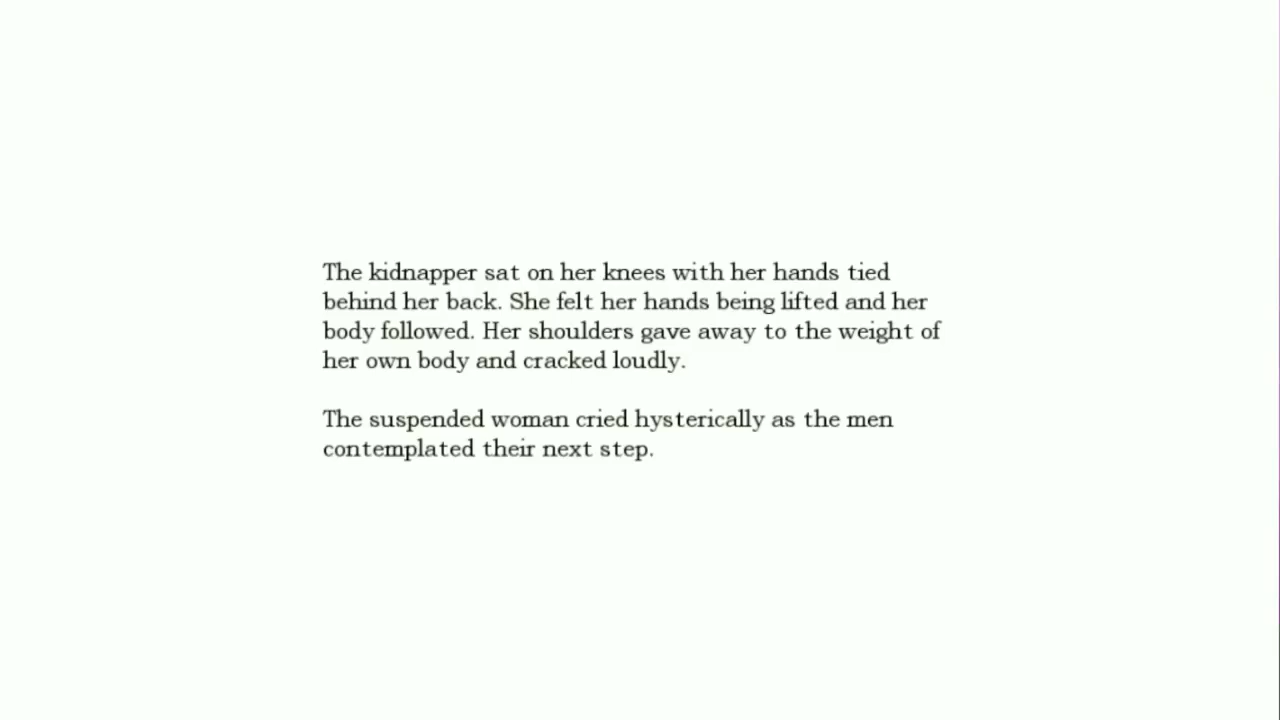 The kidnapper sat on her knees with her hands tied
behind her back. She felt her hands being lifted and her
body followed. Her shoulders gave away to the weight of
her own body and cracked loudly.
The suspended woman cried hysterically as the men
contemplated their next step.